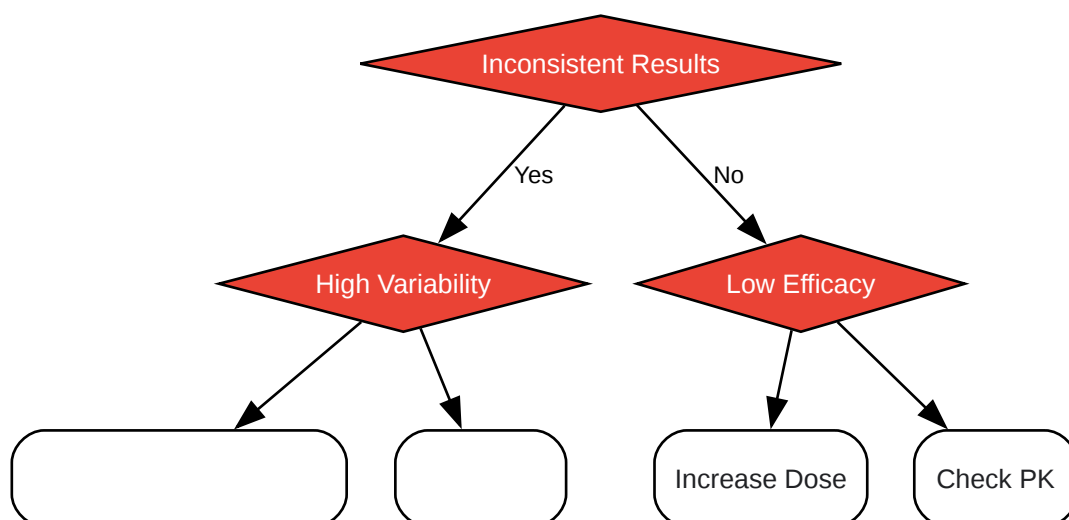 Inconsistent Results
Yes
No
High Variability
Low Efficacy
Increase Dose
Check PK